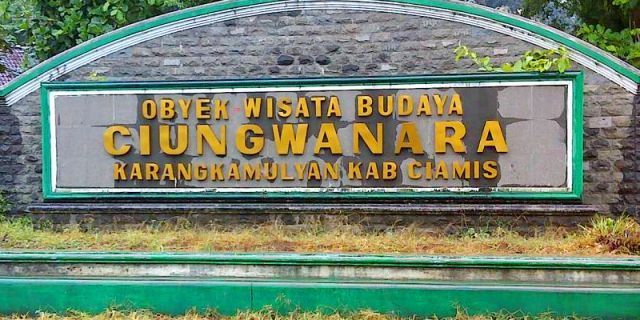 OBYEK WISATA BUDAYA
CIUNGWANARA
KARANGKAMULYAN KAB CIAMIS